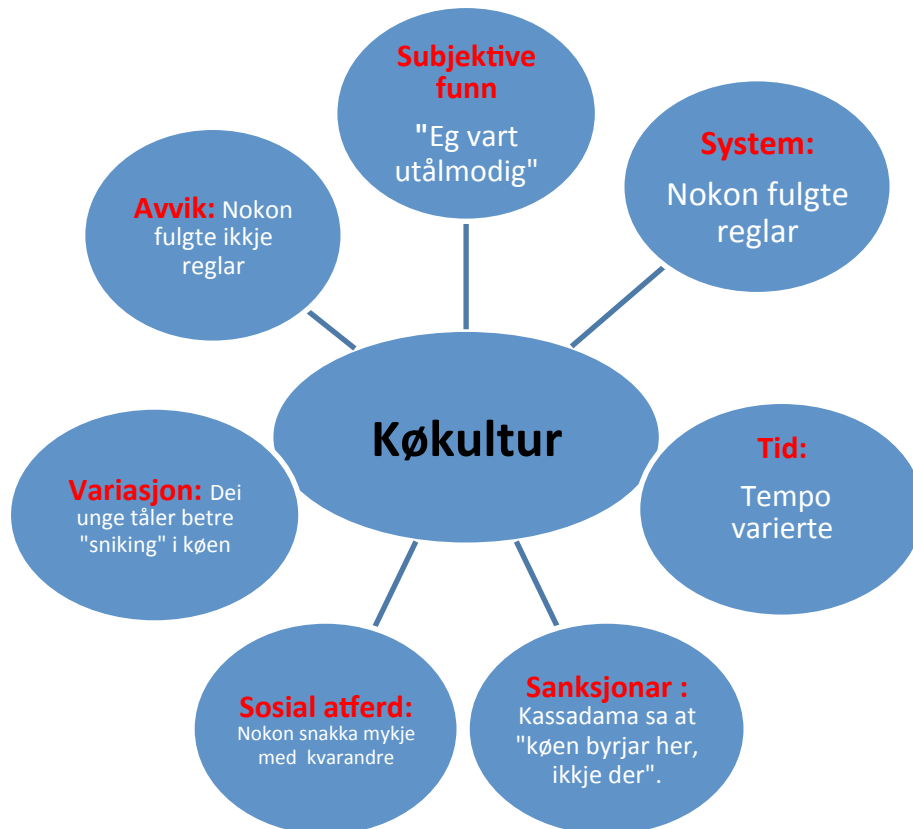 Subjektive
funn
"Eg vart
utålmodig"
System:
Nokon fulgte
reglar
Avvik: Nokon
fulgte ikkje
reglar
Køkultur
Tid:
Tempo
varierte
Variasjon: Dei
unge tåler betre
"sniking" i køen
Sosial atferd:
Nokon snakka mykje
med kvarandre
Sanksjonar :
Kassadama sa at
"køen byrjar her,
ikkje der".